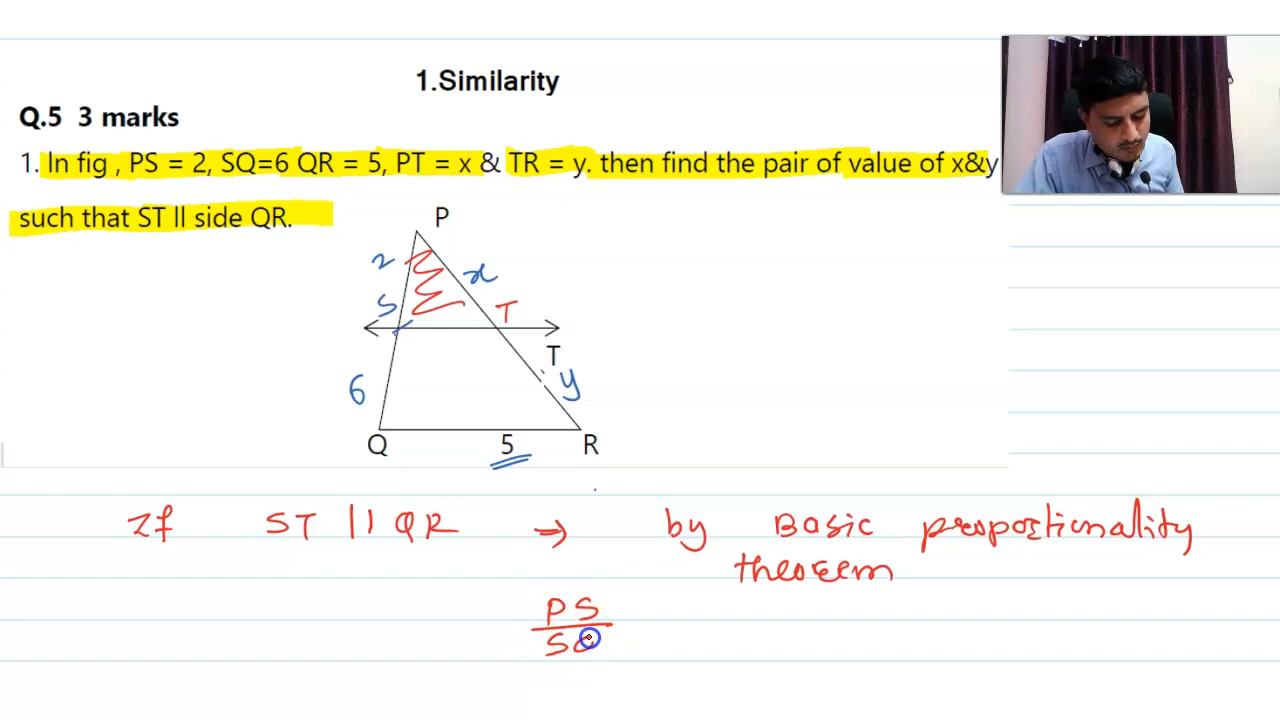 1.Similarity
Q.5 3 marks
1. In fig , PS = 2, SQ=6 QR = 5, PT = x & TR = y. then find the pair of value of x&y
such that ST ll side QR.
P
2
x
S
T
T
6
y
Q
5
R
If ST || QR → by Basic proportionality
theorem
PS
SQ